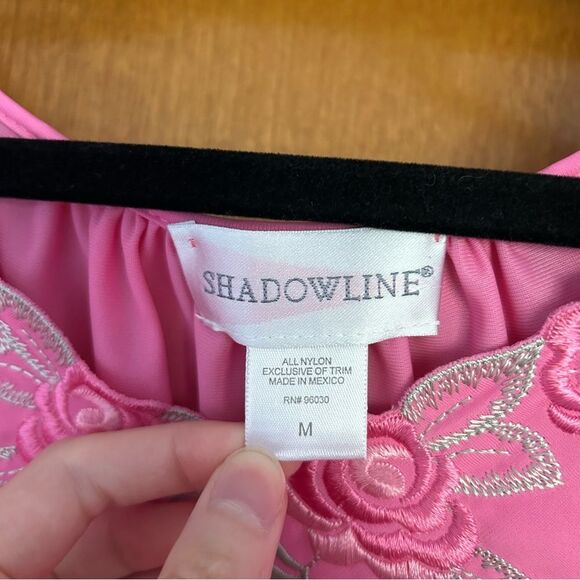 SHADOWLINE®
ALL NYLON
EXCLUSIVE OF TRIM
MADE IN MEXICO
RN# 96030
M